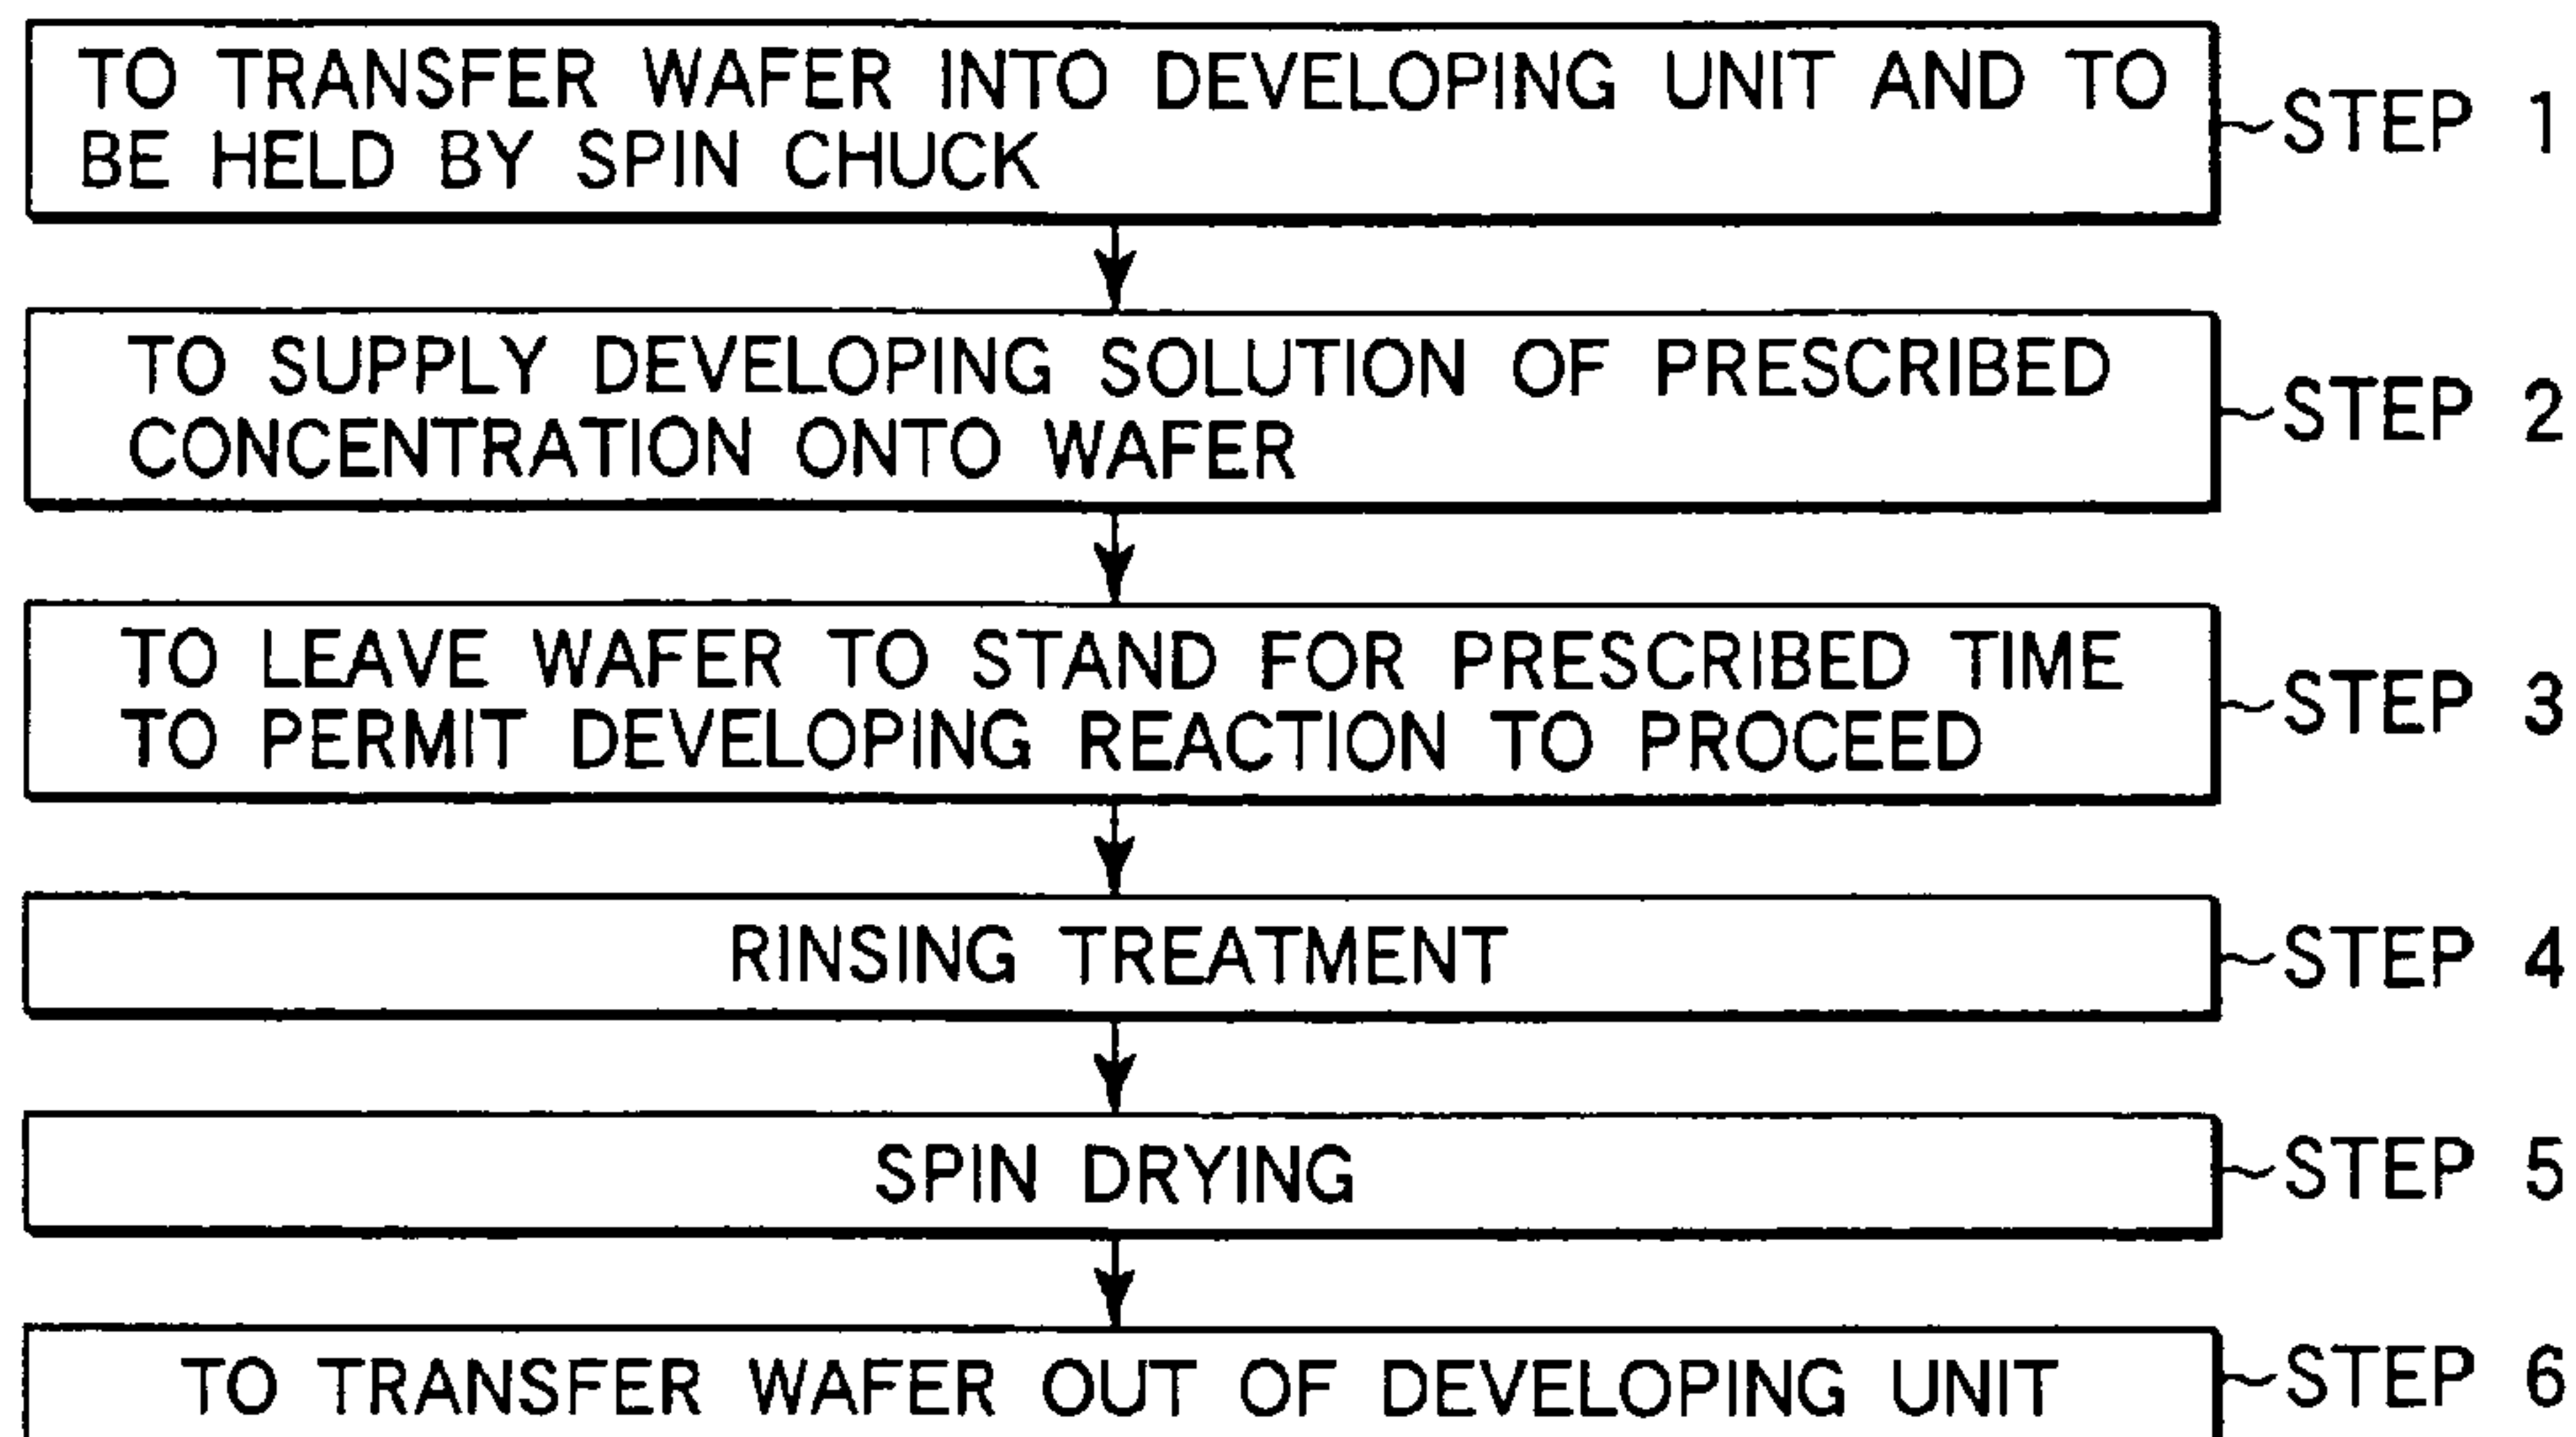 TO TRANSFER WAFER INTO DEVELOPING UNIT AND TO
BE HELD BY SPIN CHUCK
STEP 1
TO SUPPLY DEVELOPING SOLUTION OF PRESCRIBED
CONCENTRATION ONTO WAFER
STEP 2
TO LEAVE WAFER TO STAND FOR PRESCRIBED TIME
TO PERMIT DEVELOPING REACTION TO PROCEED
STEP 3
RINSING TREATMENT
STEP 4
SPIN DRYING
STEP 5
TO TRANSFER WAFER OUT OF DEVELOPING UNIT
STEP 6